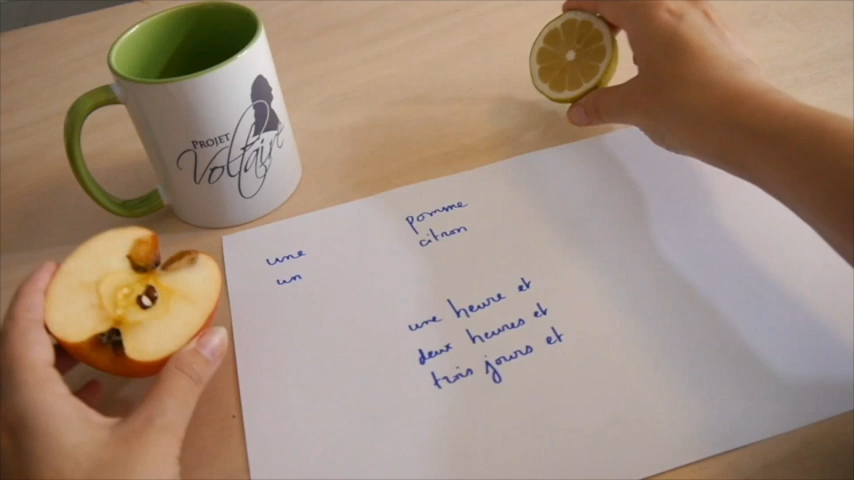 PROJET
Voltaire
une pomme
un citron
une heure et
deux heures et
trois jours et